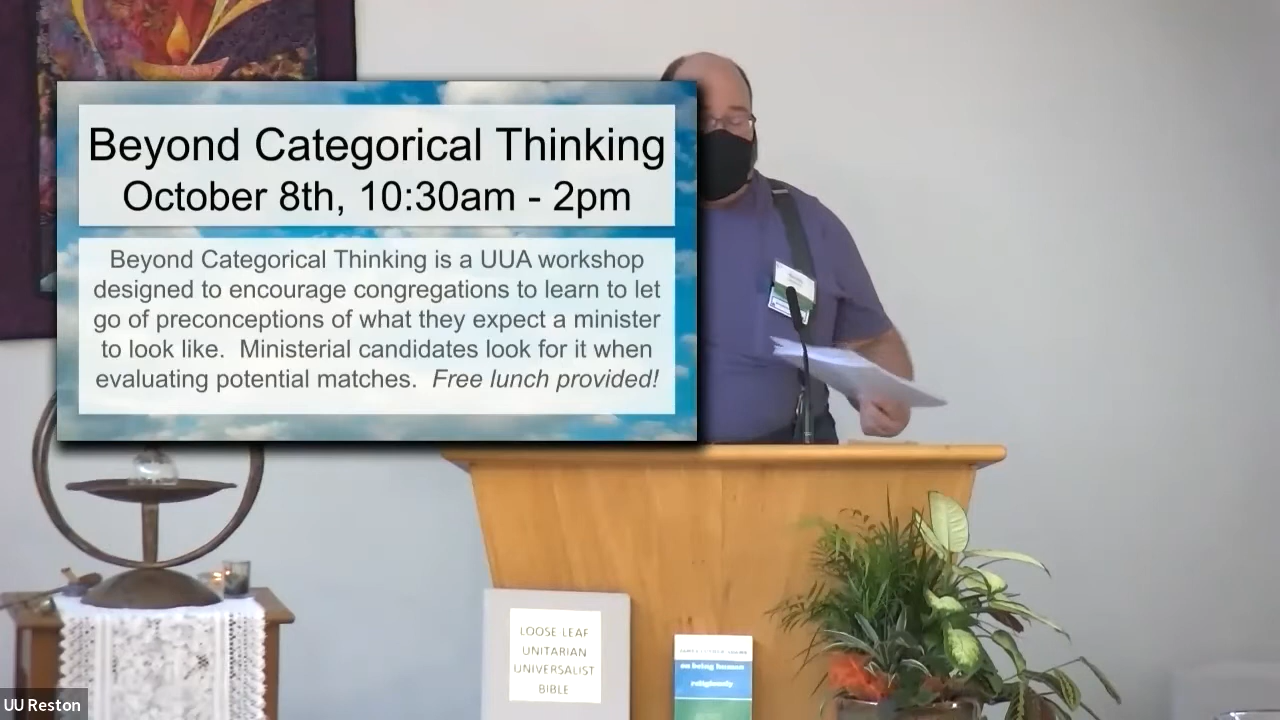 Beyond Categorical Thinking
October 8th, 10:30am - 2pm
Beyond Categorical Thinking is a UUA workshop
designed to encourage congregations to learn to let
go of preconceptions of what they expect a minister
to look like. Ministerial candidates look for it when
evaluating potential matches. Free lunch provided!
LOOSE LEAF
UNITARIAN
UNIVERSALIST
BIBLE
on being human
religiously
UU Reston